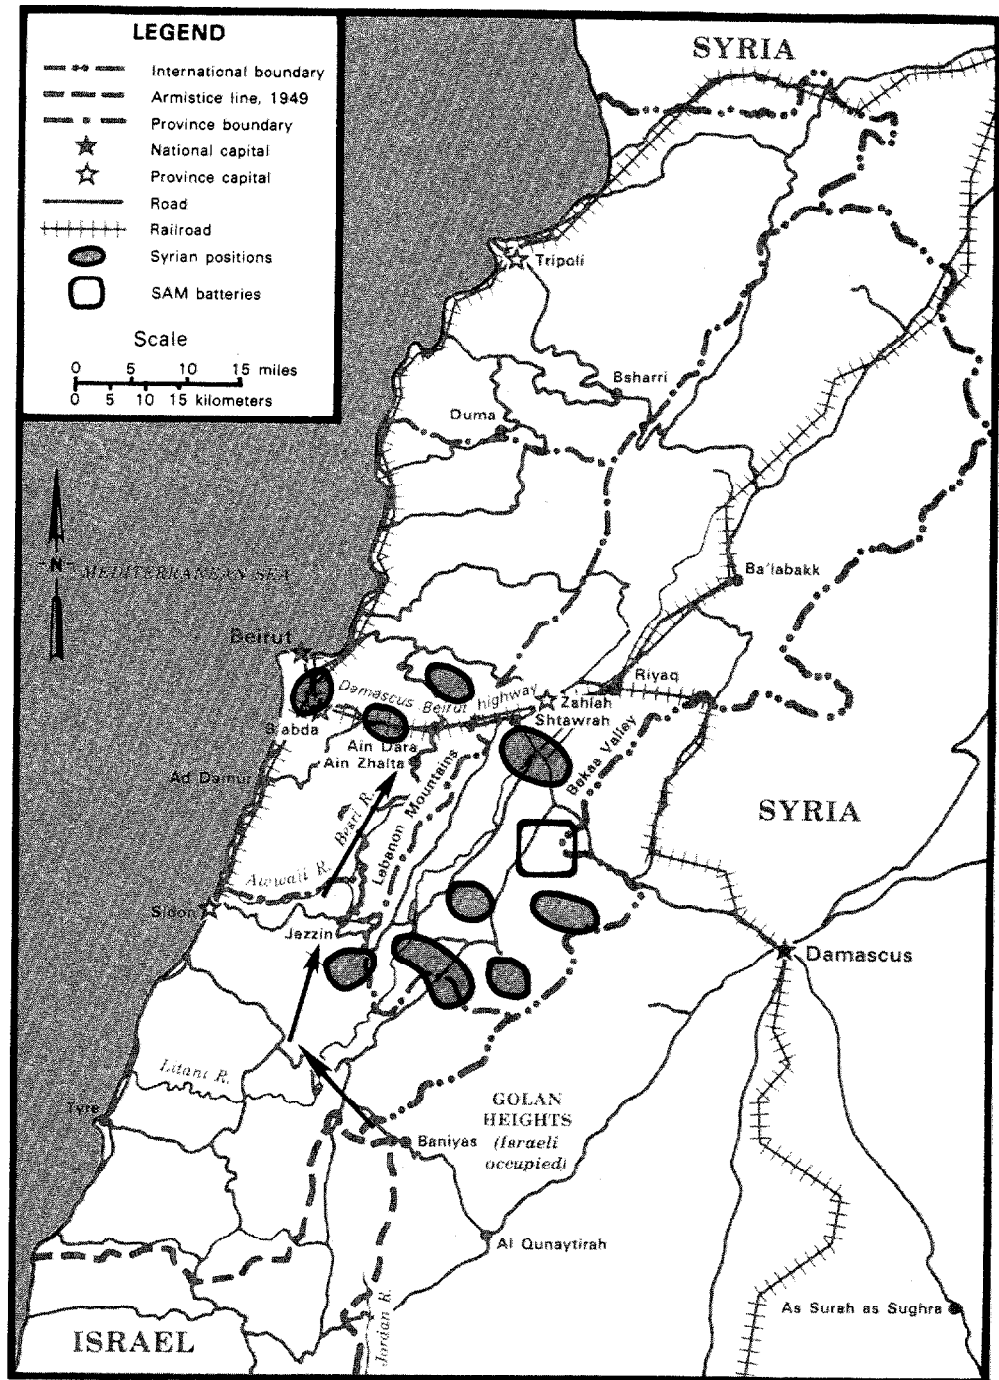 LEGEND
International boundary
Armistice line, 1949
Province boundary
National capital
Province capital
Road
Railroad
Syrian positions
SAM batteries
Scale
0 5 10 15 miles
0 5 10 15 kilometers
SYRIA
Tripoli
Bsharri
Duma
N
MEDITERRANEAN SEA
Ba'labakk
Beirut
Riyaq
Damascus Beirut highway
Zahlah
Shtawrah
B'abda
Ain Dara
Ain Zhalta
Bekaa Valley
Ad Damur
Lebanon Mountains
Besri R.
SYRIA
Awwali R.
Sidon
Jazzin
Damascus
Litani R.
GOLAN
HEIGHTS
(Israeli
occupied)
Tyre
Baniyas
Al Qunaytirah
As Surah as Sughra
Jordan R.
ISRAEL